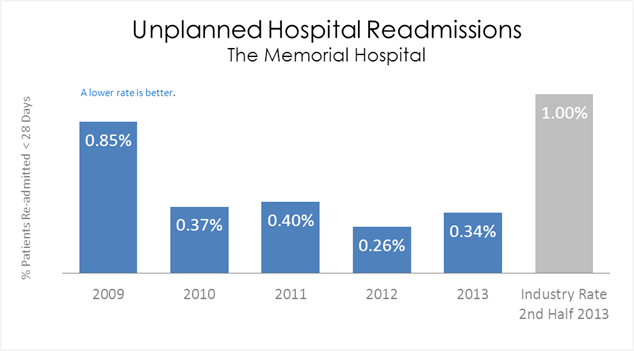 Unplanned Hospital Readmissions
The Memorial Hospital
A lower rate is better.
% Patients Re-admitted < 28 Days
0.85%
0.37%
0.40%
0.26%
0.34%
1.00%
2009
2010
2011
2012
2013
Industry Rate
2nd Half 2013